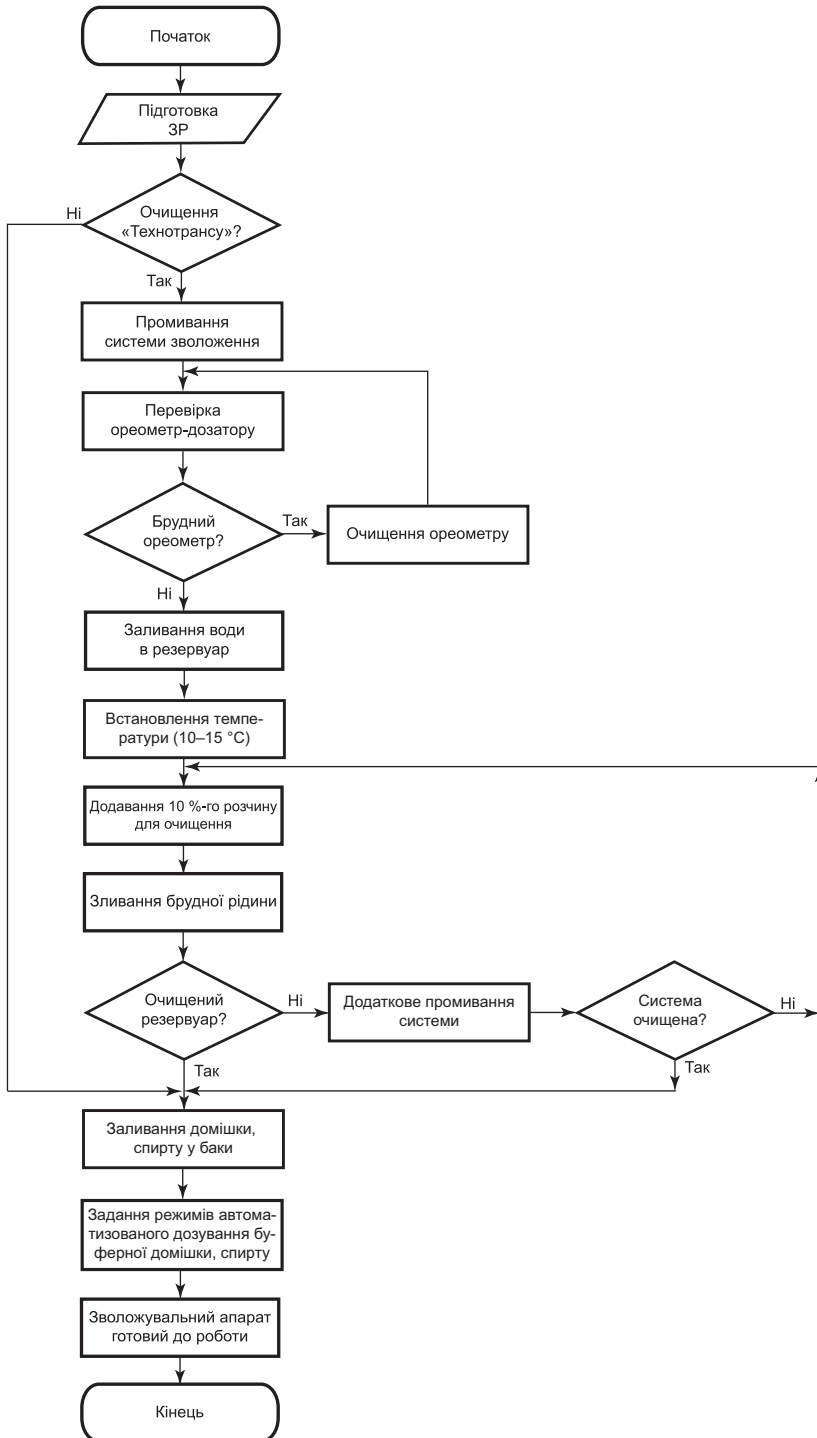 Початок
Підготовка
ЗР
Ні
Очищення
«Технотрансу»?
Так
Промивання
системи зволоження
Перевірка
ореометр-дозатору
Брудний
ореометр?
Так
Очищення ореометру
Ні
Заливання води
в резервуар
Встановлення темпе-
ратури (10–15 °С)
Додавання 10 %-го розчину
для очищення
Зливання брудної рідини
Очищений
резервуар?
Ні
Додаткове промивання
системи
Система
очищена?
Ні
Так
Так
Заливання домішки,
спирту у баки
Задання режимів автома-
тизованого дозування бу-
ферної домішки, спирту
Зволожувальний апарат
готовий до роботи
Кінець